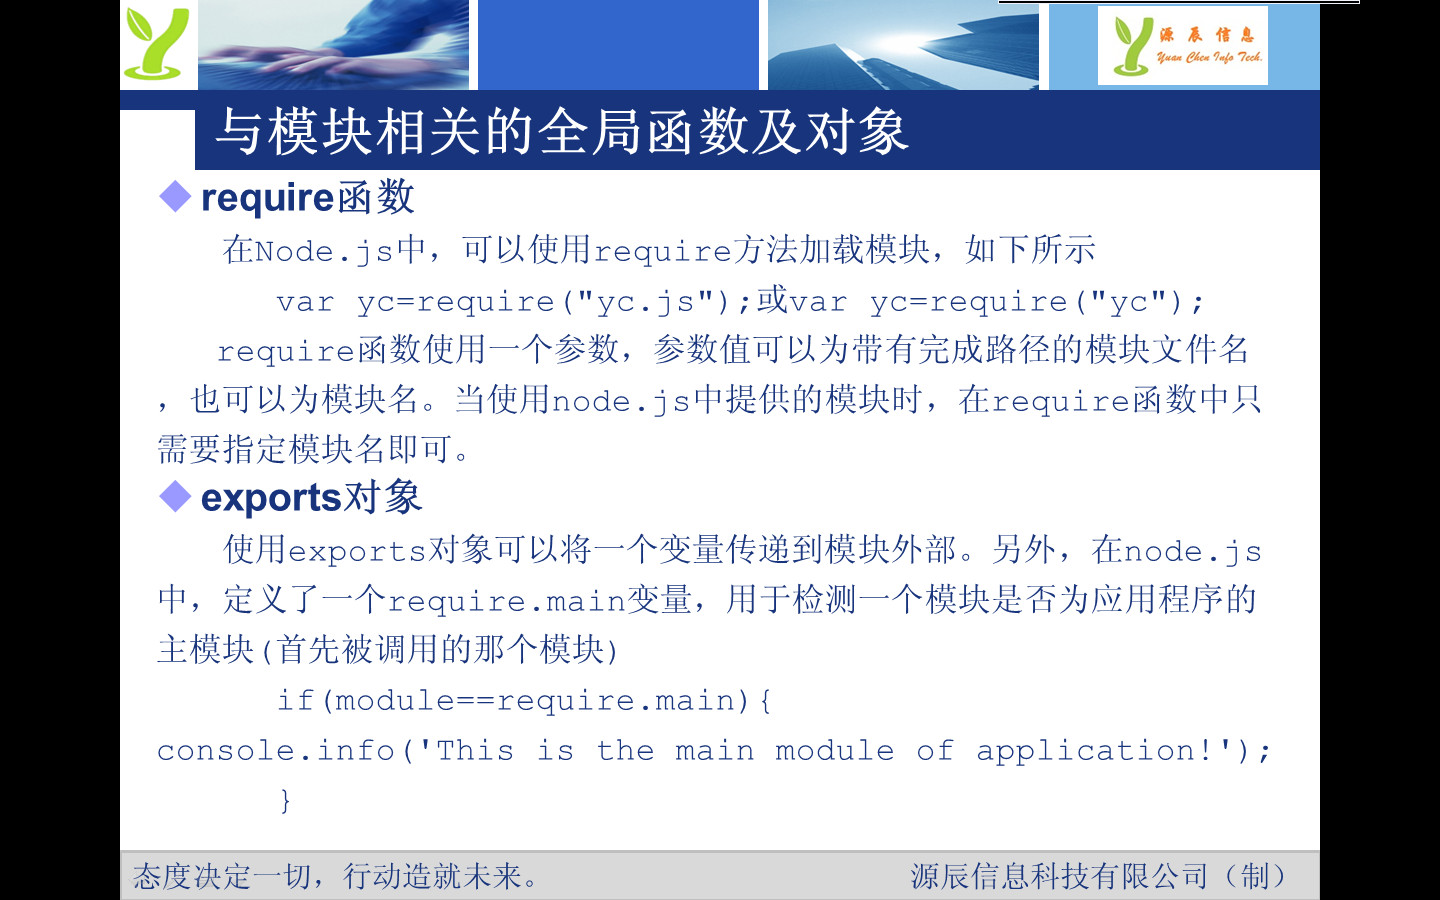 源 辰 信 息
Yuan Chen Info Tech.
与模块相关的全局函数及对象
require函数
在Node.js中，可以使用require方法加载模块，如下所示
var yc=require("yc.js");或var yc=require("yc");
require函数使用一个参数，参数值可以为带有完成路径的模块文件名
，也可以为模块名。当使用node.js中提供的模块时，在require函数中只
需要指定模块名即可。
exports对象
使用exports对象可以将一个变量传递到模块外部。另外，在node.js
中，定义了一个require.main变量，用于检测一个模块是否为应用程序的
主模块(首先被调用的那个模块)
if(module==require.main){
console.info('This is the main module of application!');
}
态度决定一切，行动造就未来。
源辰信息科技有限公司（制）